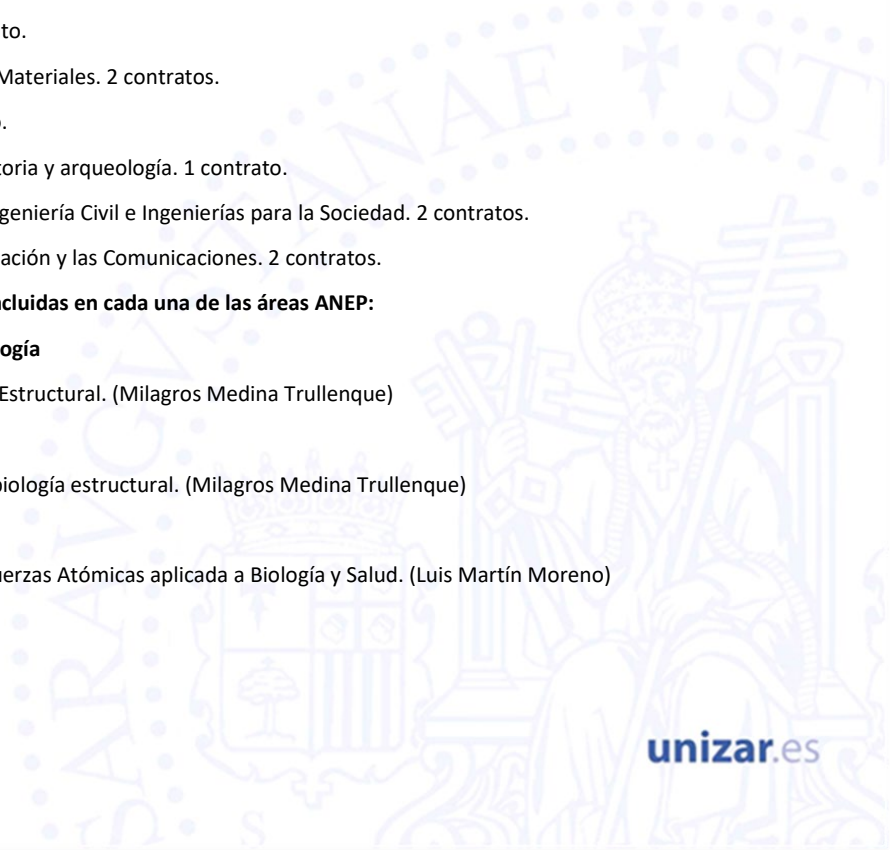 to.
Materiales. 2 contratos.
o.
toria y arqueología. 1 contrato.
geniería Civil e Ingenierías para la Sociedad. 2 contratos.
ación y las Comunicaciones. 2 contratos.
cluidas en cada una de las áreas ANEP:
ogía
Estructural. (Milagros Medina Trullenque)
biología estructural. (Milagros Medina Trullenque)
uerzas Atómicas aplicada a Biología y Salud. (Luis Martín Moreno)
unizar.es